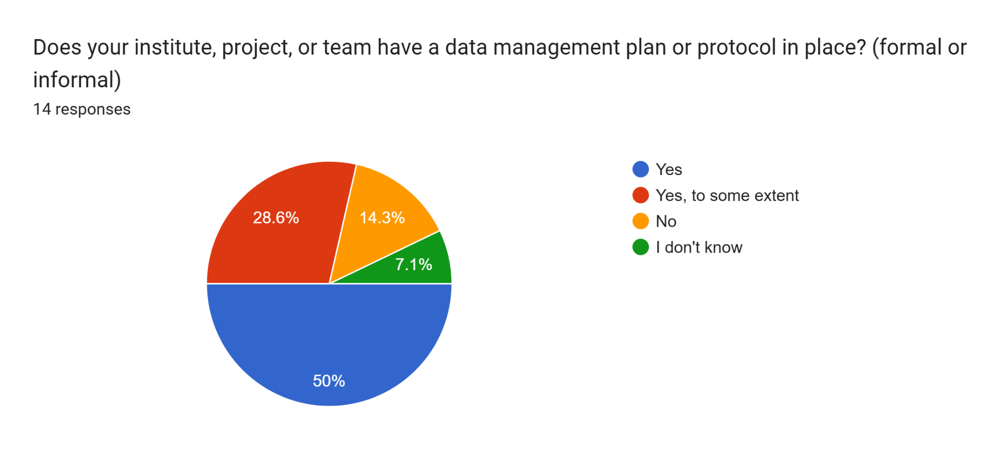 Does your institute, project, or team have a data management plan or protocol in place? (formal or
informal)
14 responses
Yes
Yes, to some extent
No
I don't know
28.6%
14.3%
7.1%
50%